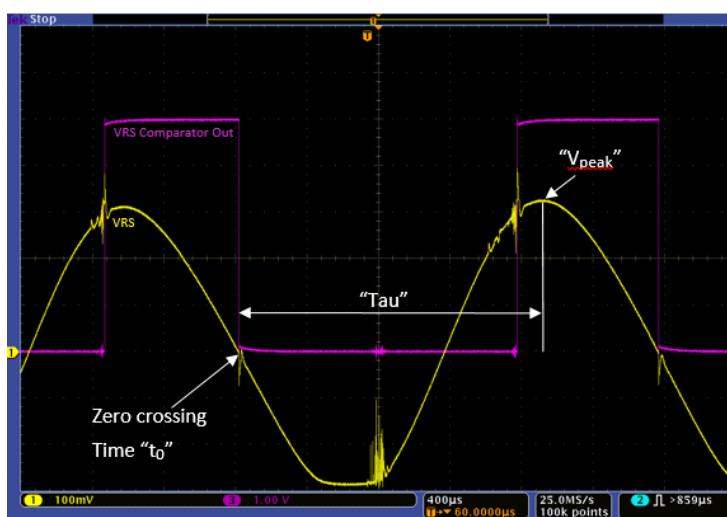 Tek Stop
T
T
VRS Comparator Out
"Vpeak"
VRS
"Tau"
1
Zero crossing
Time "t0"
1 100mV 3 1.00 V 400µs 25.0MS/s 2 >859µs
T→▼ 60.0000µs 100k points